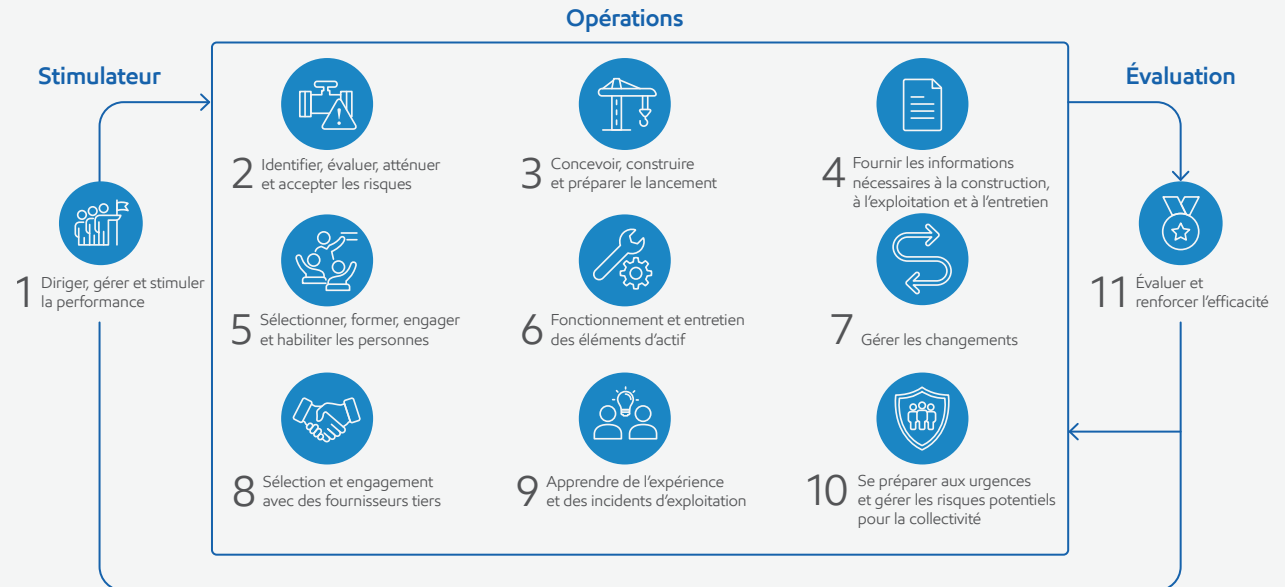 Opérations
Stimulateur
Évaluation
1 Diriger, gérer et stimuler
la performance
2 Identifier, évaluer, atténuer
et accepter les risques
3 Concevoir, construire
et préparer le lancement
4 Fournir les informations
nécessaires à la construction,
à l'exploitation et à l'entretien
5 Sélectionner, former, engager
et habiliter les personnes
6 Fonctionnement et entretien
des éléments d'actif
7 Gérer les changements
8 Sélection et engagement
avec des fournisseurs tiers
9 Apprendre de l'expérience
et des incidents d'exploitation
10 Se préparer aux urgences
et gérer les risques potentiels
pour la collectivité
11 Évaluer et
renforcer l'efficacité